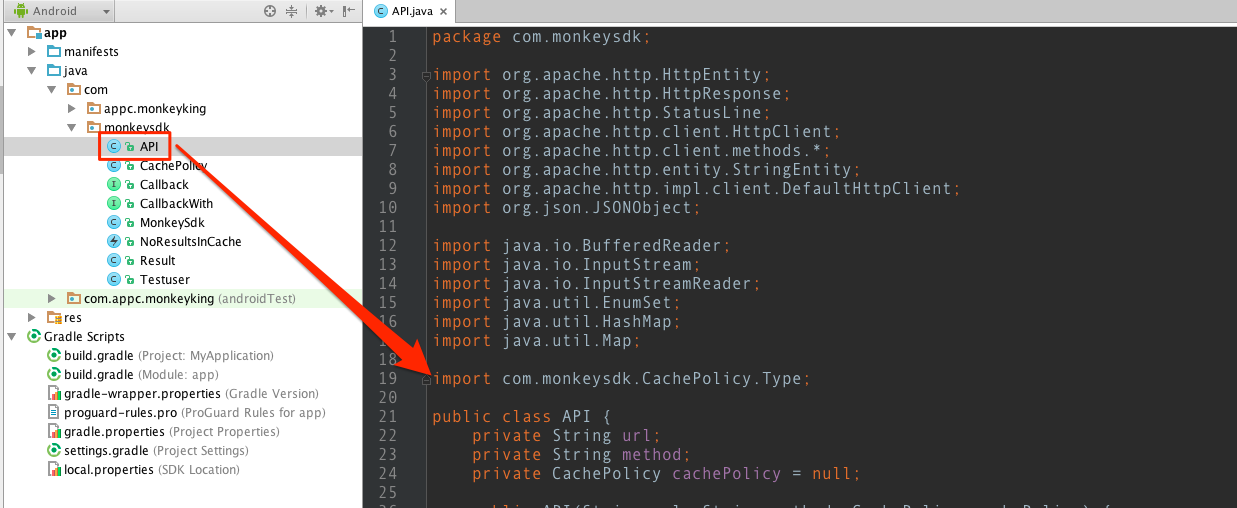 Android
app
manifests
java
com
appc.monkeyking
monkeysdk
API
CachePolicy
Callback
CallbackWith
MonkeySdk
NoResultsInCache
Result
Testuser
com.appc.monkeyking (androidTest)
res
Gradle Scripts
build.gradle (Project: MyApplication)
build.gradle (Module: app)
gradle-wrapper.properties (Gradle Version)
proguard-rules.pro (ProGuard Rules for app)
gradle.properties (Project Properties)
settings.gradle (Project Settings)
local.properties (SDK Location)
API.java
1 package com.monkeysdk;
2
3 import org.apache.http.HttpEntity;
4 import org.apache.http.HttpResponse;
5 import org.apache.http.StatusLine;
6 import org.apache.http.client.HttpClient;
7 import org.apache.http.client.methods.*;
8 import org.apache.http.entity.StringEntity;
9 import org.apache.http.impl.client.DefaultHttpClient;
10 import org.json.JSONObject;
11
12 import java.io.BufferedReader;
13 import java.io.InputStream;
14 import java.io.InputStreamReader;
15 import java.util.EnumSet;
16 import java.util.HashMap;
import java.util.Map;
18
19 import com.monkeysdk.CachePolicy.Type;
20
21 public class API {
22 private String url;
23 private String method;
24 private CachePolicy cachePolicy = null;
25